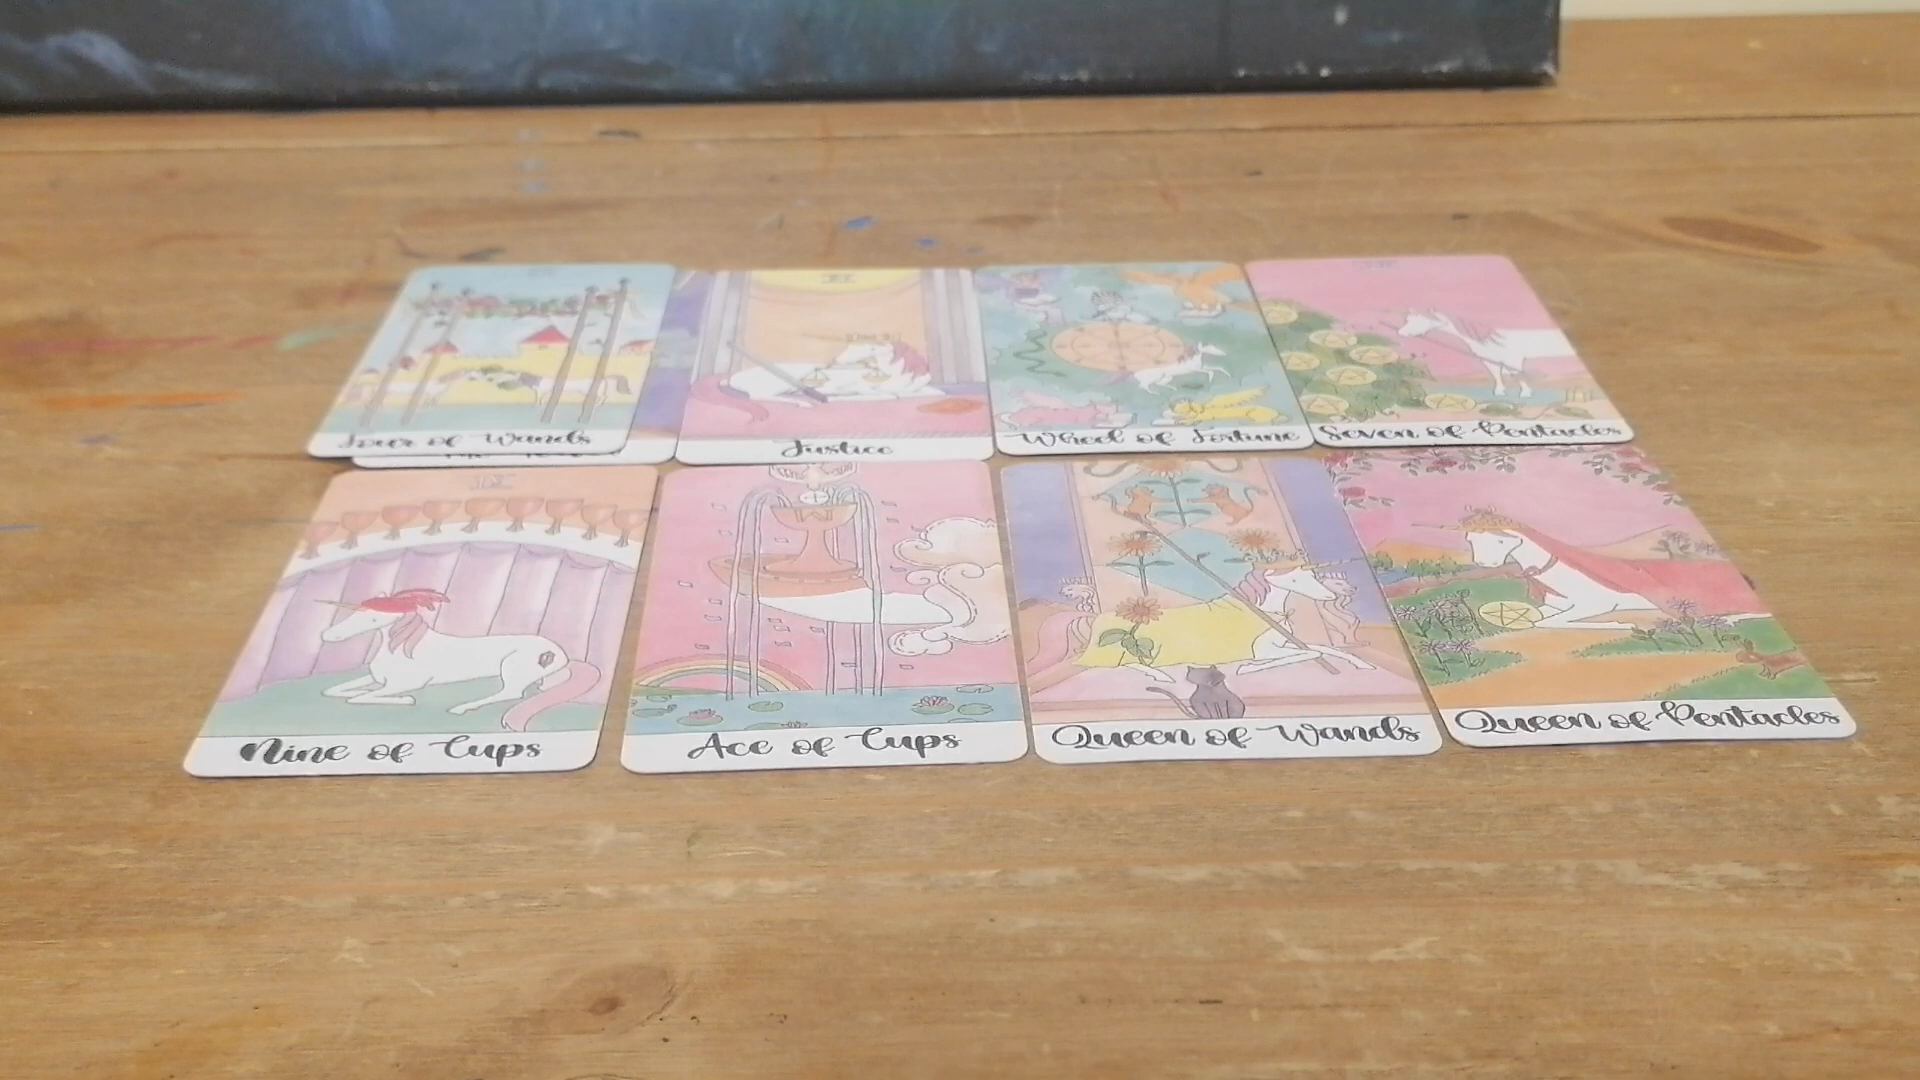 Four of Wands
Justice
Wheel of Fortune
Seven of Pentacles
IX
Nine of Cups
Ace of Cups
Queen of Wands
Queen of Pentacles